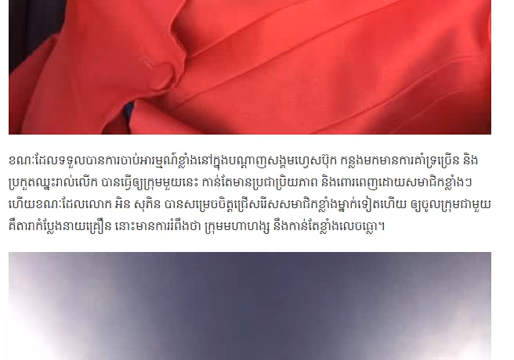 ខណៈដែលទទួលបានការចាប់អារម្មណ៍ខ្លាំងនៅក្នុងបណ្ដាញសង្គមហ្វេសប៊ុក កន្លងមកមានការគាំទ្រច្រើន និង
ប្រកួតឈ្នះរាល់លើក បានធ្វើឲ្យក្រុមមួយនេះ កាន់តែមានប្រជាប្រិយភាព និងពោរពេញដោយសមាជិកខ្លាំងៗ
ហើយខណៈដែលលោក អិន សុភិន បានសម្រេចចិត្តជ្រើសរើសសមាជិកខ្លាំងម្នាក់ទៀតហើយ ឲ្យចូលក្រុមជាមួយ
គឺតារាកំប្លែងនាយគ្រឿន នោះមានការរំពឹងថា ក្រុមមហាហង្ស នឹងកាន់តែខ្លាំងលេចធ្លោ។